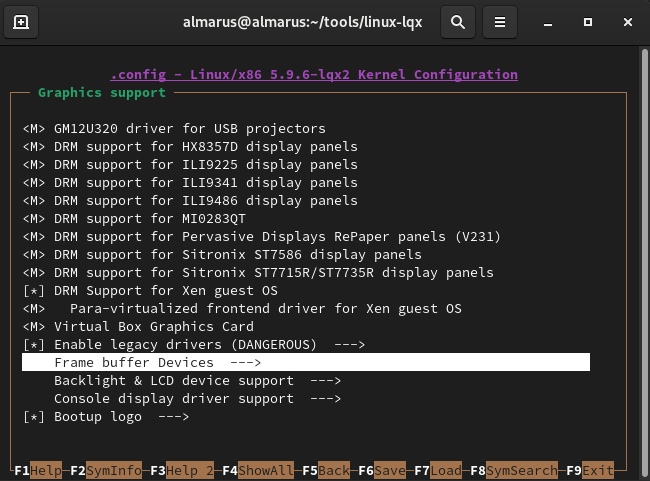 almarus@almarus:~/tools/linux-lqx
.config - Linux/x86 5.9.6-lqx2 Kernel Configuration
Graphics support
<M> GM12U320 driver for USB projectors
<M> DRM support for HX8357D display panels
<M> DRM support for ILI9225 display panels
<M> DRM support for ILI9341 display panels
<M> DRM support for ILI9486 display panels
<M> DRM support for MI0283QT
<M> DRM support for Pervasive Displays RePaper panels (V231)
<M> DRM support for Sitronix ST7586 display panels
<M> DRM support for Sitronix ST7715R/ST7735R display panels
[*] DRM Support for Xen guest OS
<M>   Para-virtualized frontend driver for Xen guest OS
<M> Virtual Box Graphics Card
[*] Enable legacy drivers (DANGEROUS)  --->
Frame buffer Devices  --->
Backlight & LCD device support  --->
Console display driver support  --->
[*] Bootup logo  --->
F1Help F2SymInfo F3Help 2 F4ShowAll F5Back F6Save F7Load F8SymSearch F9Exit